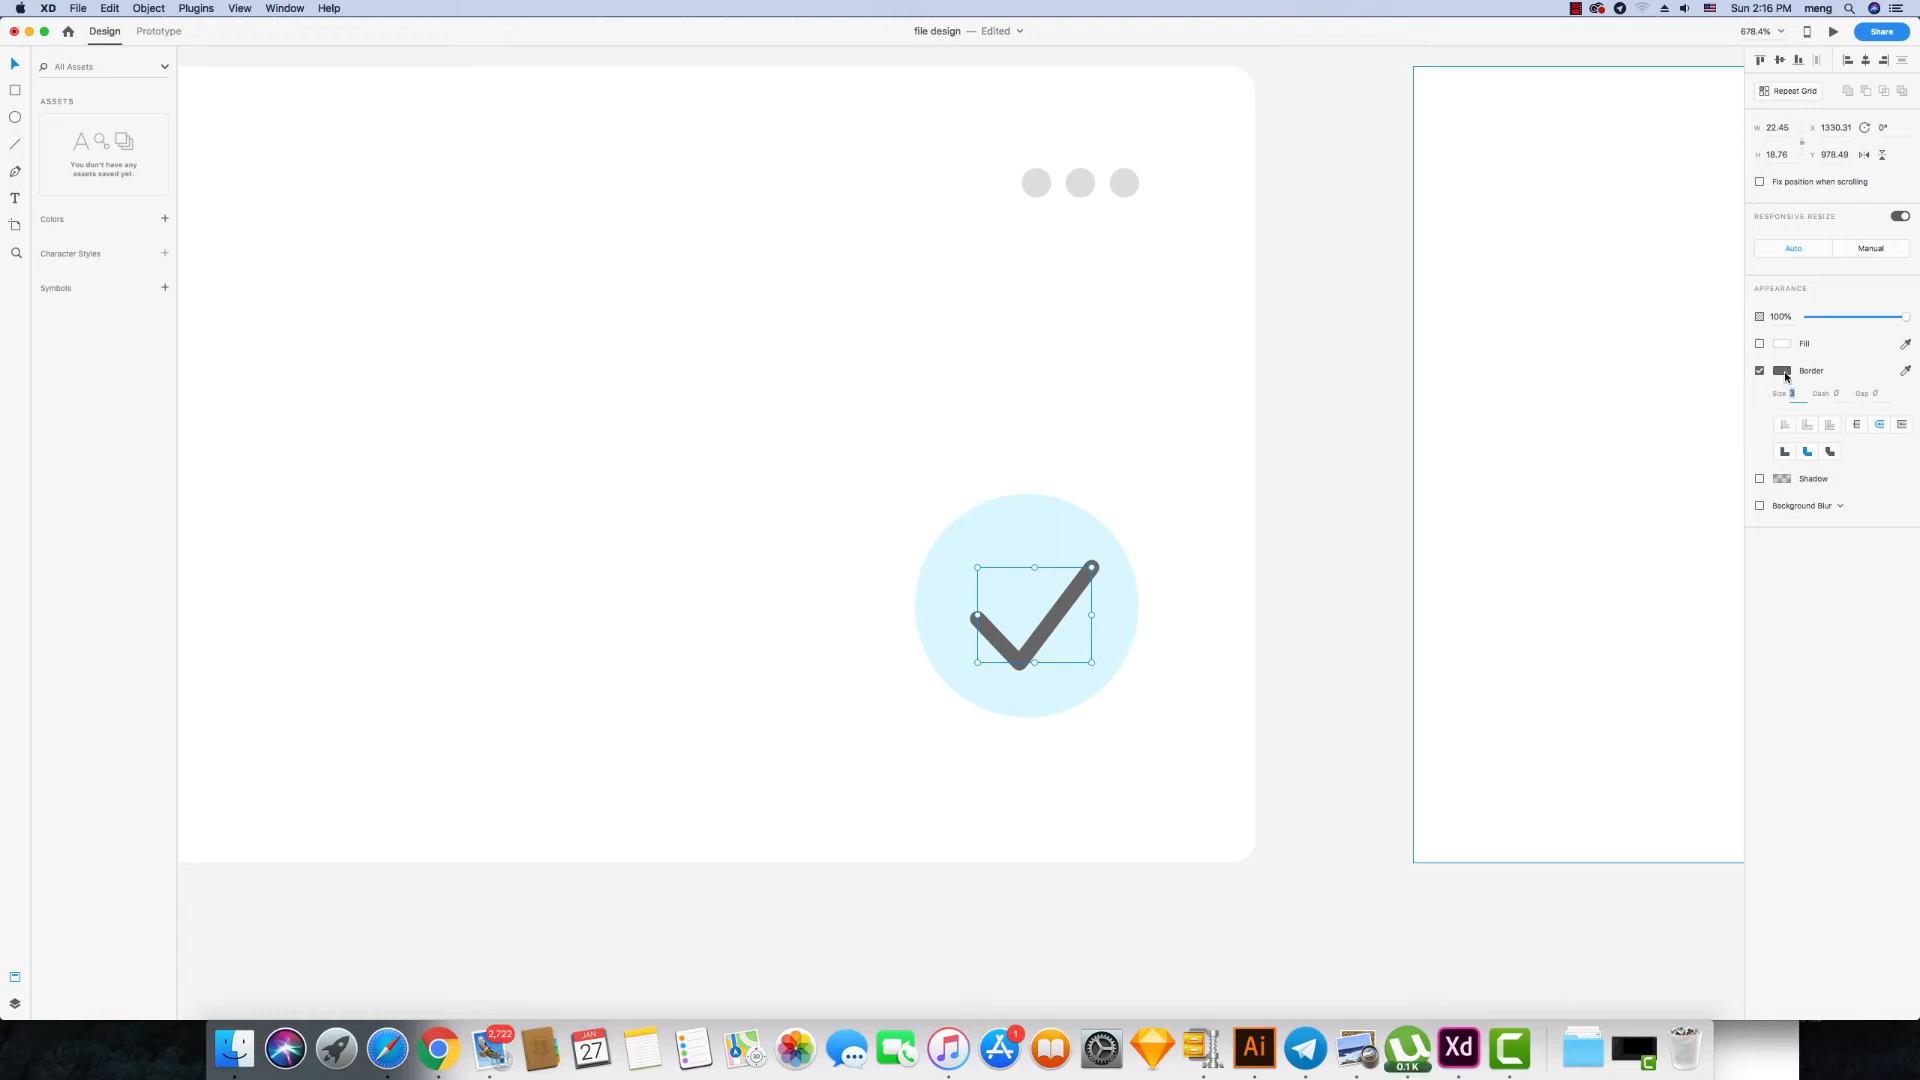 XD File Edit Object Plugins View Window Help Sun 2:16 PM meng
Design Prototype file design — Edited 678.4% Share
All Assets
ASSETS
You don't have any
assets saved yet.
Colors
Character Styles
Symbols
Repeat Grid
W 22.45 X 1330.31 0°
H 18.76 Y 978.49
Fix position when scrolling
RESPONSIVE RESIZE
Auto Manual
APPEARANCE
100%
Fill
Border
Size 3 Dash 0 Gap 0
Shadow
Background Blur
2,722
JAN
27
3D
1
Ai
0.1 K
Xd